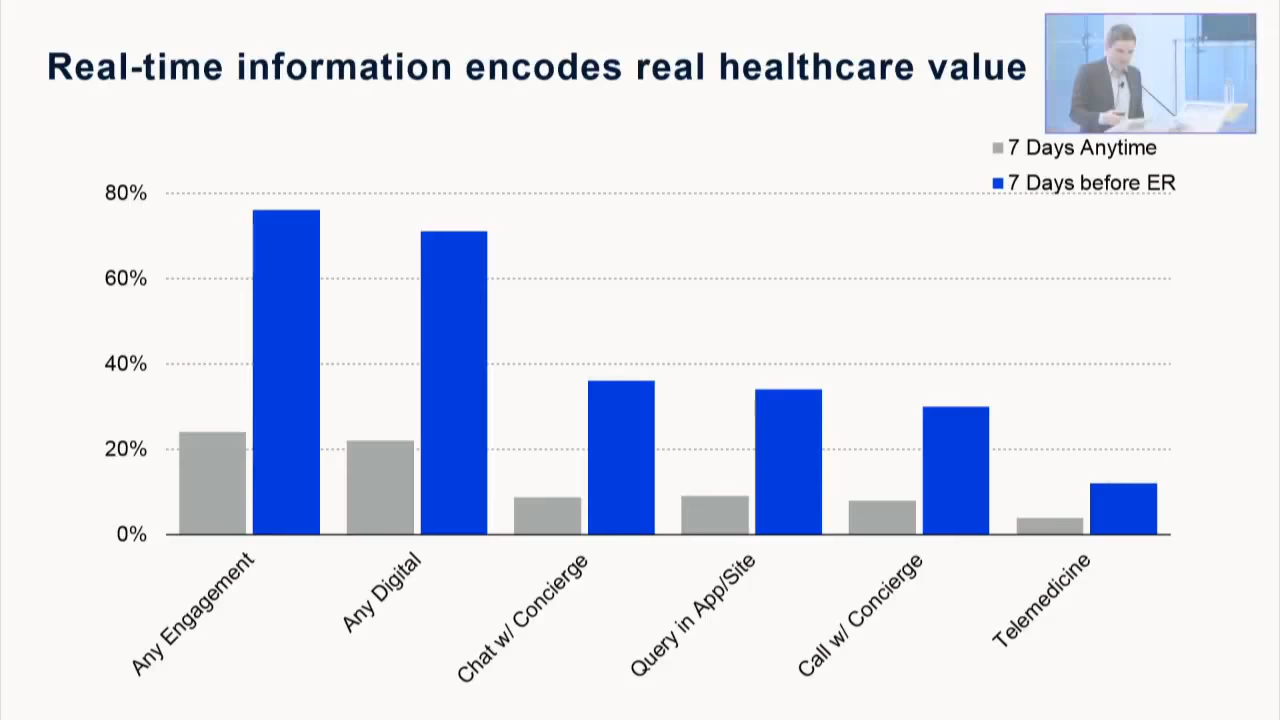 Real-time information encodes real healthcare value
7 Days Anytime
7 Days before ER
80%
60%
40%
20%
0%
Any Engagement
Any Digital
Chat w/ Concierge
Query in App/Site
Call w/ Concierge
Telemedicine